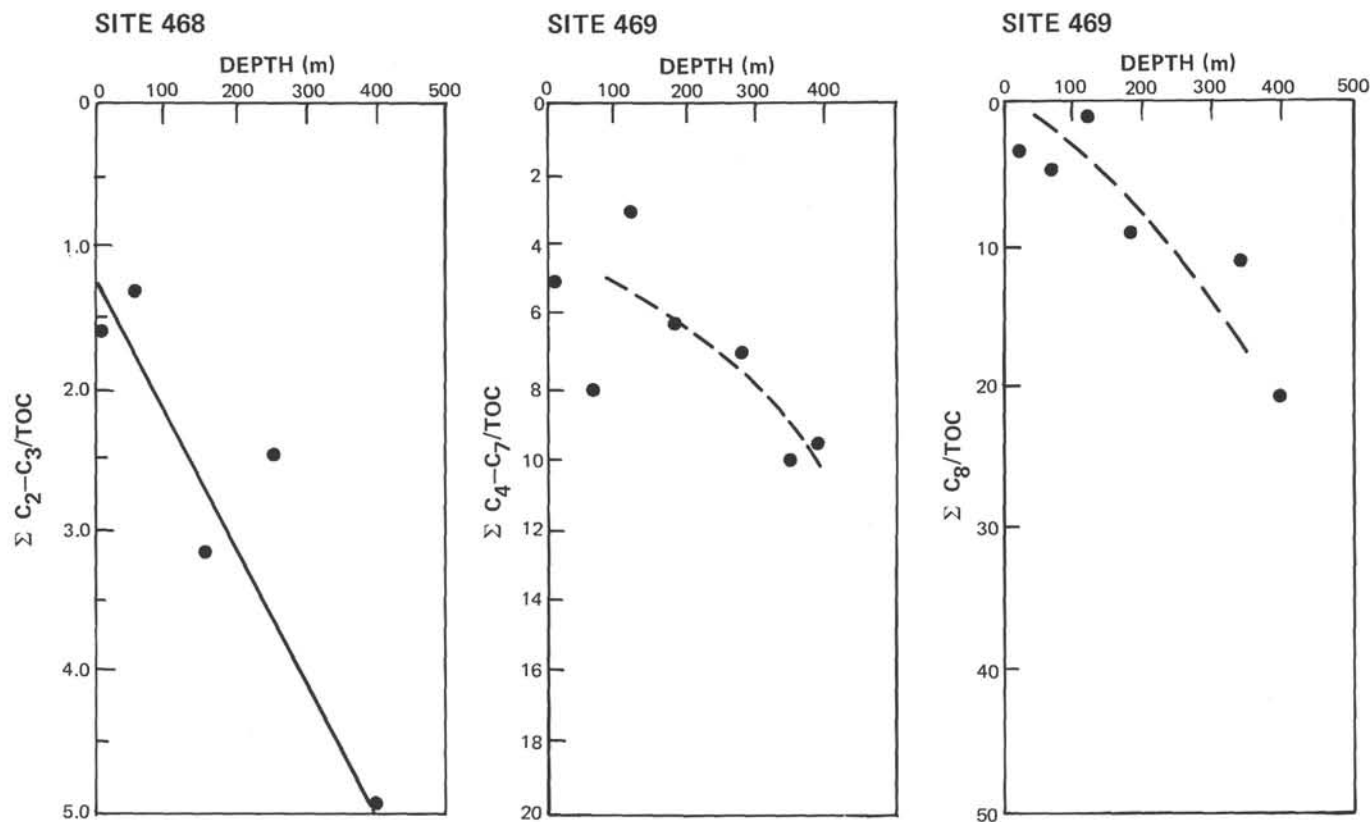 SITE 468
DEPTH (m)
0 100 200 300 400 500
0
1.0
2.0
3.0
4.0
5.0
Σ C₂–C₃/TOC
SITE 469
DEPTH (m)
0 100 200 300 400
0
2
4
6
8
10
12
14
16
18
20
Σ C₄–C₇/TOC
SITE 469
DEPTH (m)
0 100 200 300 400 500
0
10
20
30
40
50
Σ C₈/TOC